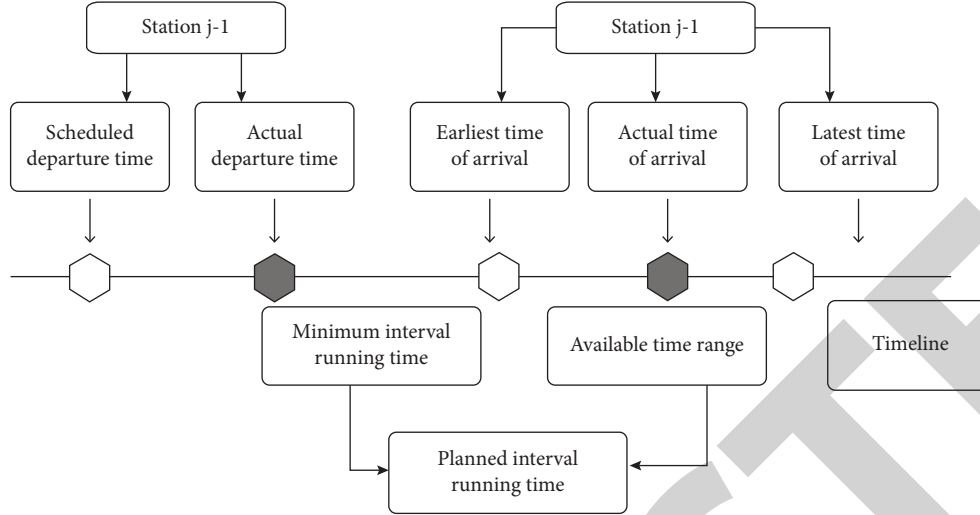 Station j-1
Station j-1
Scheduled
departure time
Actual
departure time
Earliest time
of arrival
Actual time
of arrival
Latest time
of arrival
Minimum interval
running time
Available time range
Timeline
Planned interval
running time